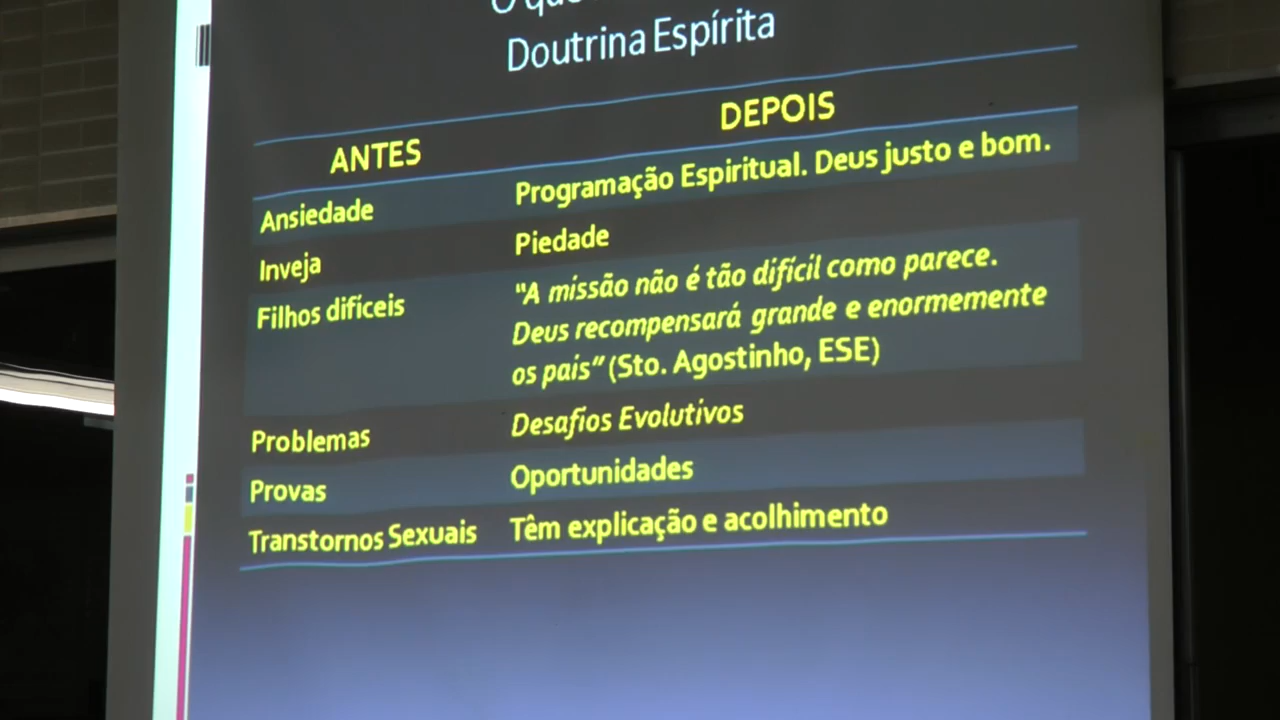 O que
Doutrina Espírita
ANTES DEPOIS
Ansiedade Programação Espiritual. Deus justo e bom.
Inveja Piedade
Filhos difíceis "A missão não é tão difícil como parece.
Deus recompensará grande e enormemente
os pais" (Sto. Agostinho, ESE)
Problemas Desafios Evolutivos
Provas Oportunidades
Transtornos Sexuais Têm explicação e acolhimento